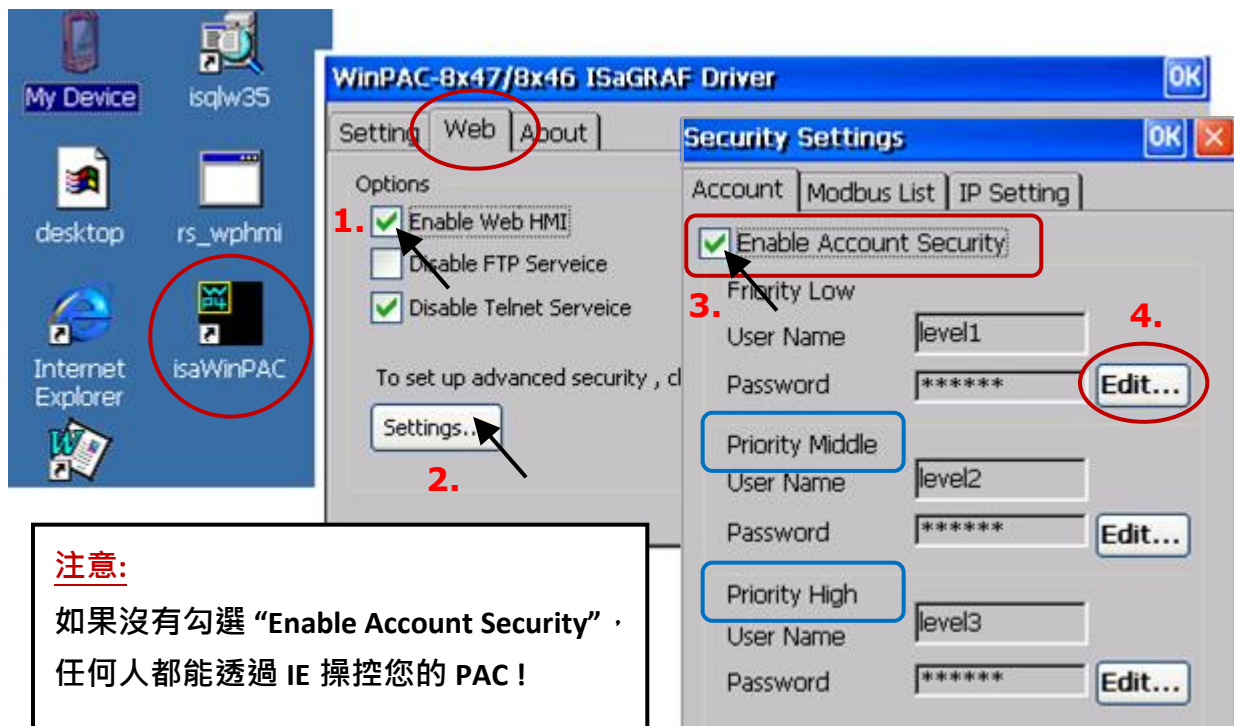 My Device
isqlw35
desktop
rs_wphmi
Internet
Explorer
isaWinPAC
WinPAC-8x47/8x46 ISaGRAF Driver
OK
Setting
Web
About
Options
1.
Enable Web HMI
Disable FTP Serveice
Disable Telnet Serveice
To set up advanced security , cl
Settings..
2.
Security Settings
OK
Account
Modbus List
IP Setting
Enable Account Security
3.
Priority Low
User Name
level1
4.
Password
******
Edit...
Priority Middle
User Name
level2
Password
******
Edit...
Priority High
User Name
level3
Password
******
Edit...
注意:
如果沒有勾選 “Enable Account Security”，
任何人都能透過 IE 操控您的 PAC !